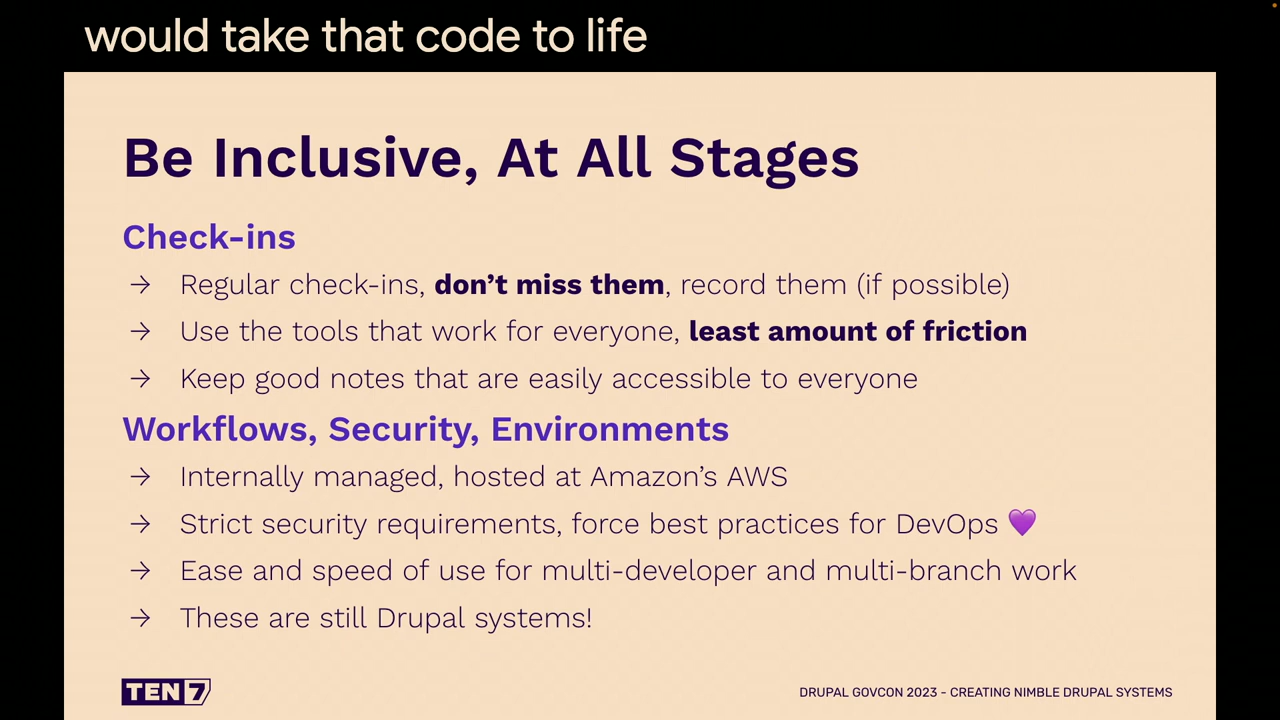 would take that code to life
Be Inclusive, At All Stages
Check-ins
→ Regular check-ins, don’t miss them, record them (if possible)
→ Use the tools that work for everyone, least amount of friction
→ Keep good notes that are easily accessible to everyone
Workflows, Security, Environments
→ Internally managed, hosted at Amazon’s AWS
→ Strict security requirements, force best practices for DevOps 💜
→ Ease and speed of use for multi-developer and multi-branch work
→ These are still Drupal systems!
TEN7
DRUPAL GOVCON 2023 - CREATING NIMBLE DRUPAL SYSTEMS